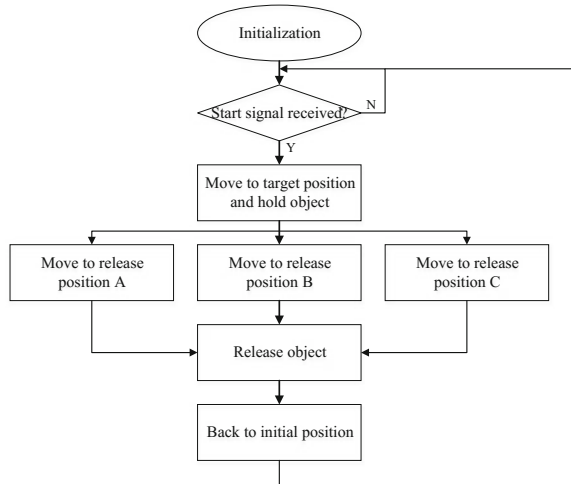 Initialization
Start signal received?
N
Y
Move to target position
and hold object
Move to release
position A
Move to release
position B
Move to release
position C
Release object
Back to initial position